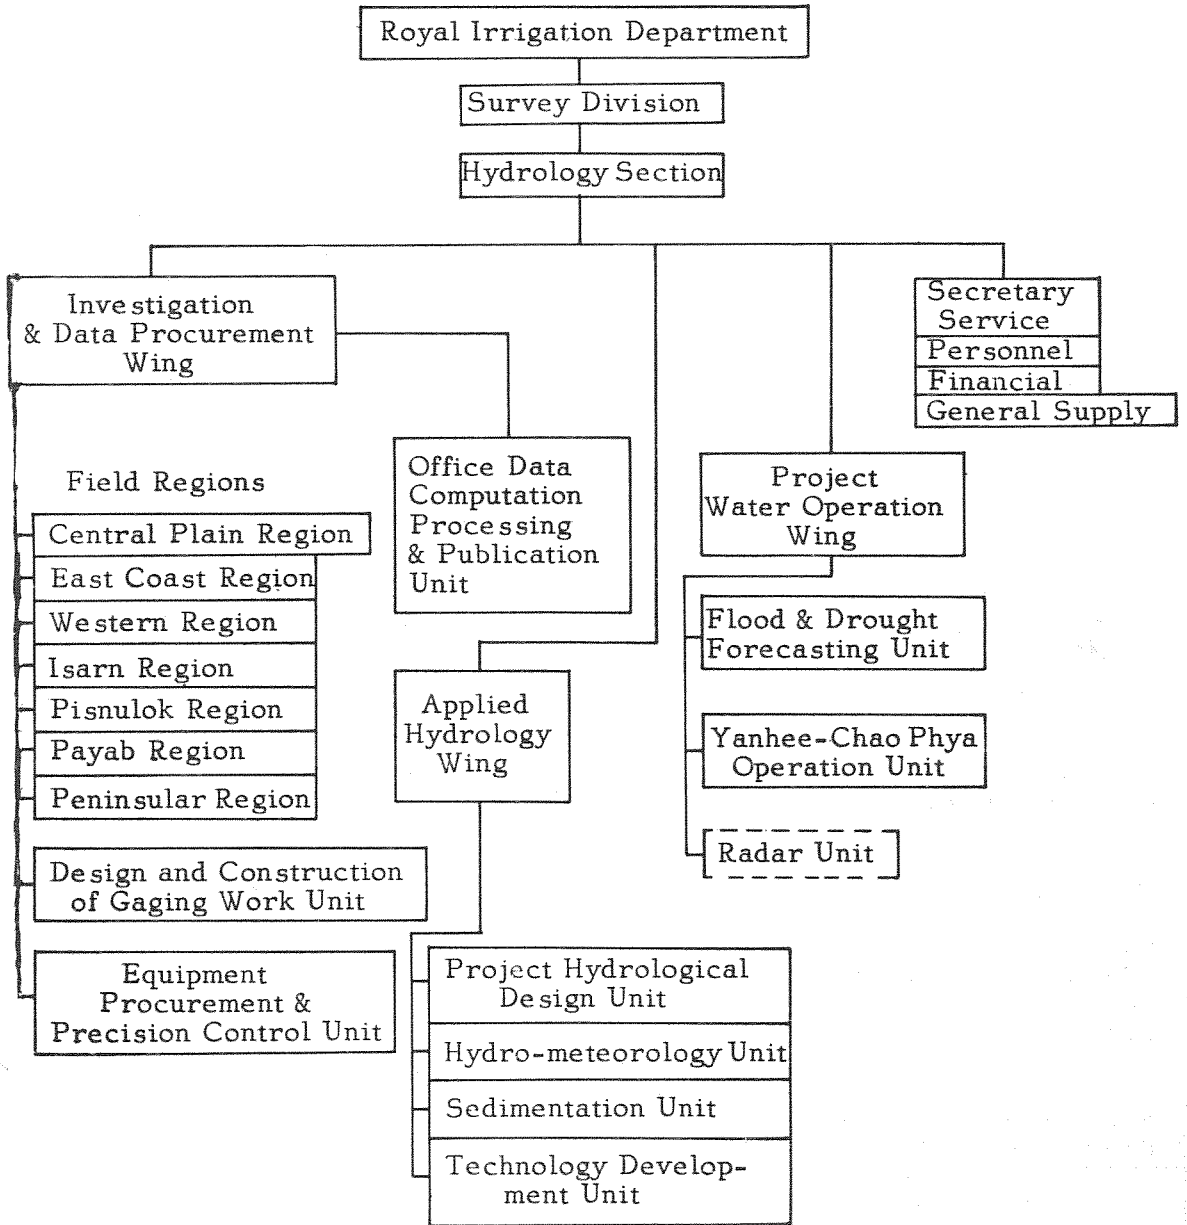 Royal Irrigation Department
Survey Division
Hydrology Section
Investigation
& Data Procurement
Wing
Secretary
Service
Personnel
Financial
General Supply
Field Regions
Central Plain Region
East Coast Region
Western Region
Isarn Region
Pisnulok Region
Payab Region
Peninsular Region
Design and Construction
of Gaging Work Unit
Equipment
Procurement &
Precision Control Unit
Office Data
Computation
Processing
& Publication
Unit
Applied
Hydrology
Wing
Project Hydrological
Design Unit
Hydro-meteorology Unit
Sedimentation Unit
Technology Develop-
ment Unit
Project
Water Operation
Wing
Flood & Drought
Forecasting Unit
Yanhee-Chao Phya
Operation Unit
Radar Unit